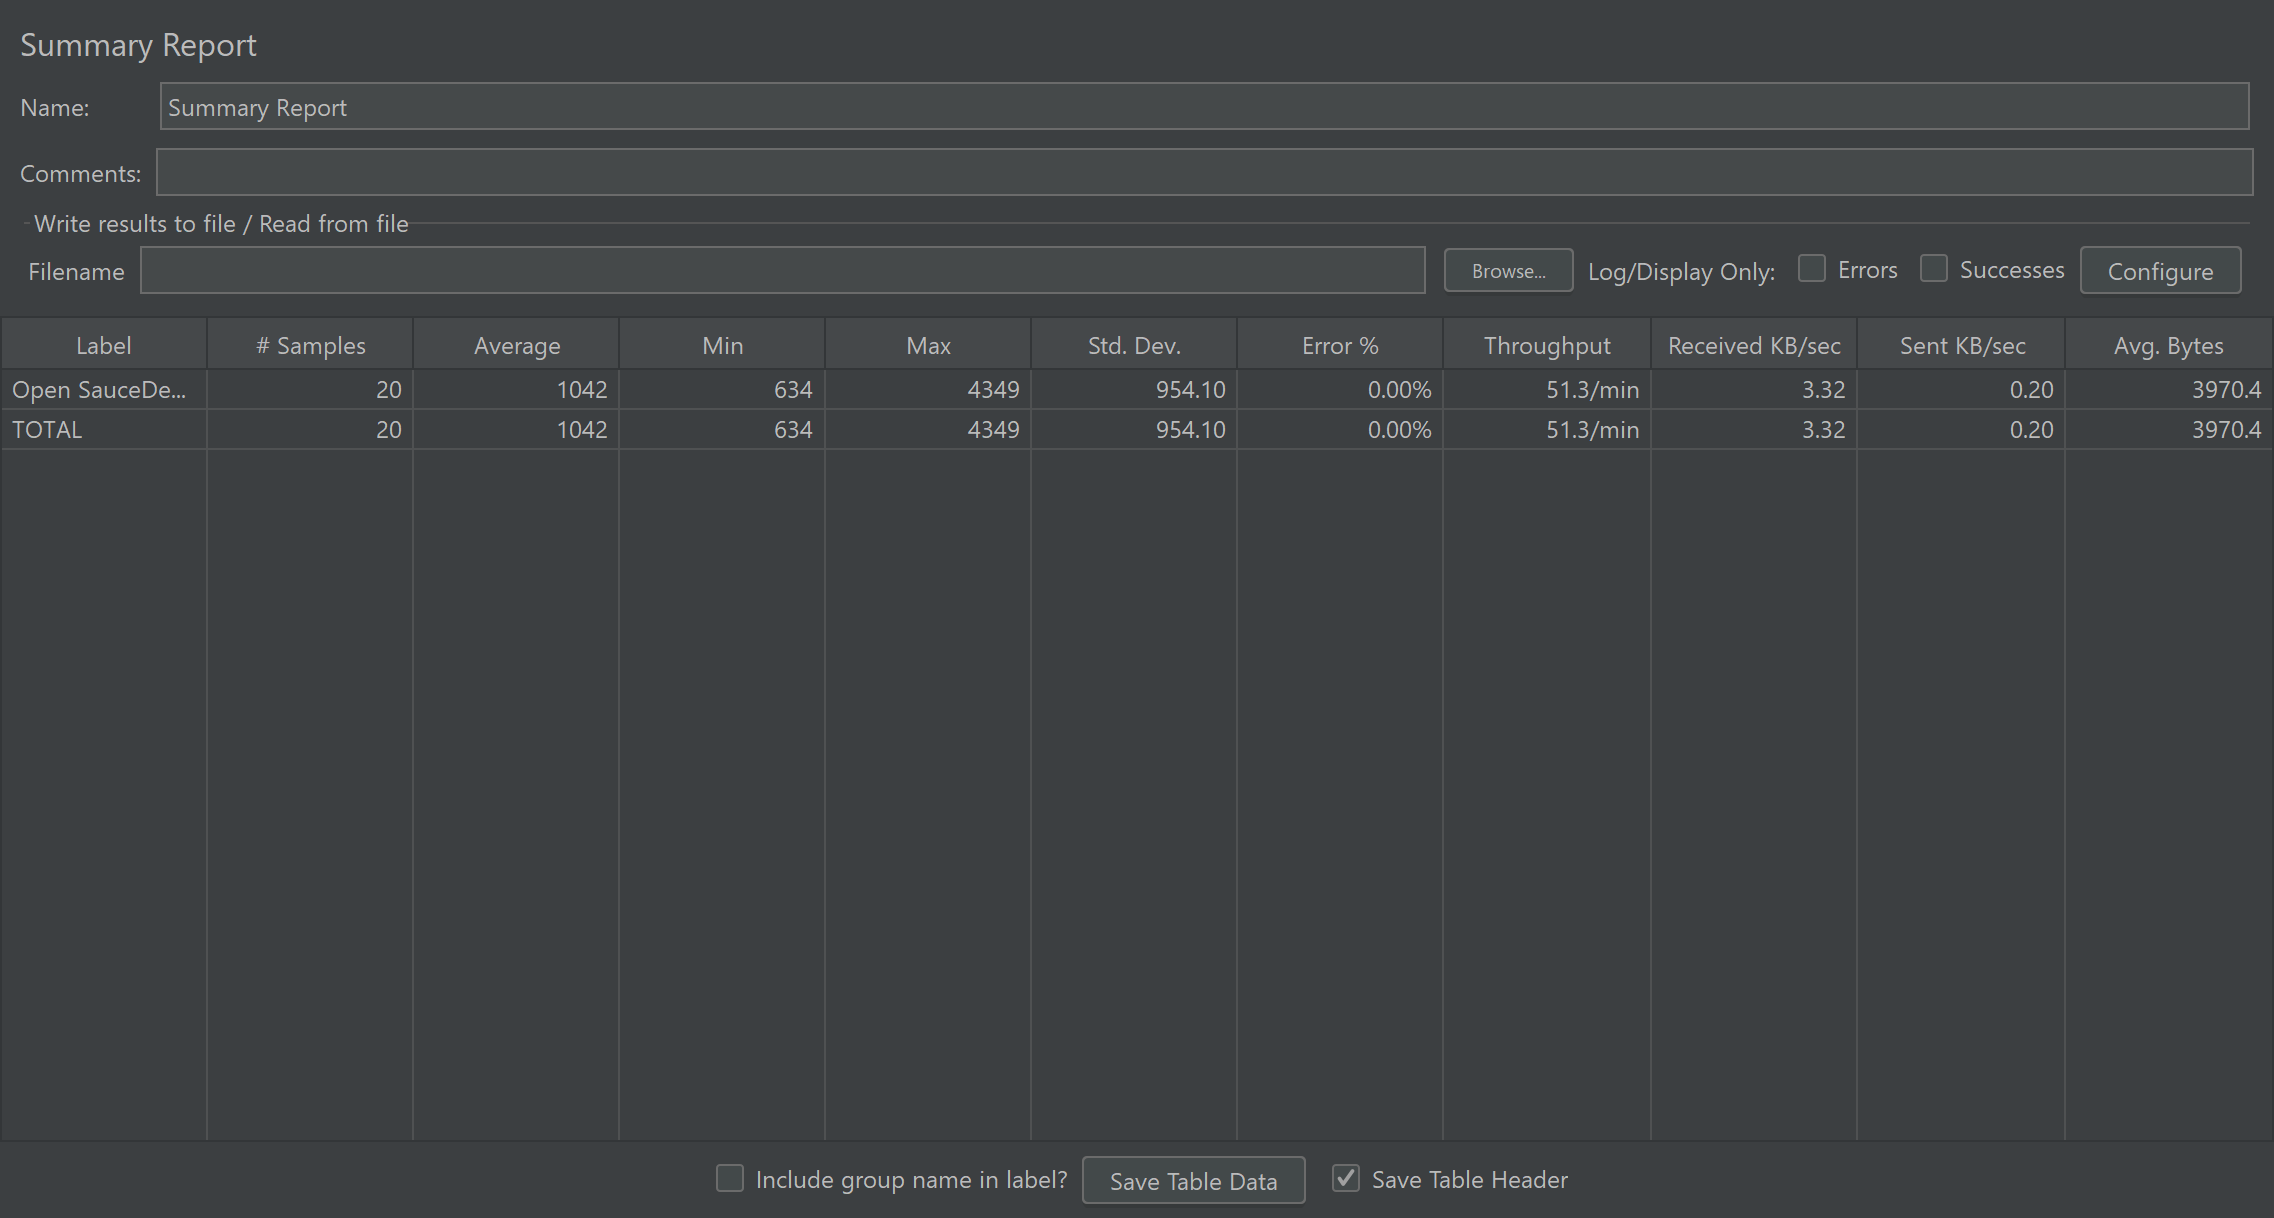 Summary Report
Name: Summary Report
Comments:
Write results to file / Read from file
Filename Browse... Log/Display Only: Errors Successes Configure
Label # Samples Average Min Max Std. Dev. Error % Throughput Received KB/sec Sent KB/sec Avg. Bytes
Open SauceDe... 20 1042 634 4349 954.10 0.00% 51.3/min 3.32 0.20 3970.4
TOTAL 20 1042 634 4349 954.10 0.00% 51.3/min 3.32 0.20 3970.4
Include group name in label? Save Table Data Save Table Header